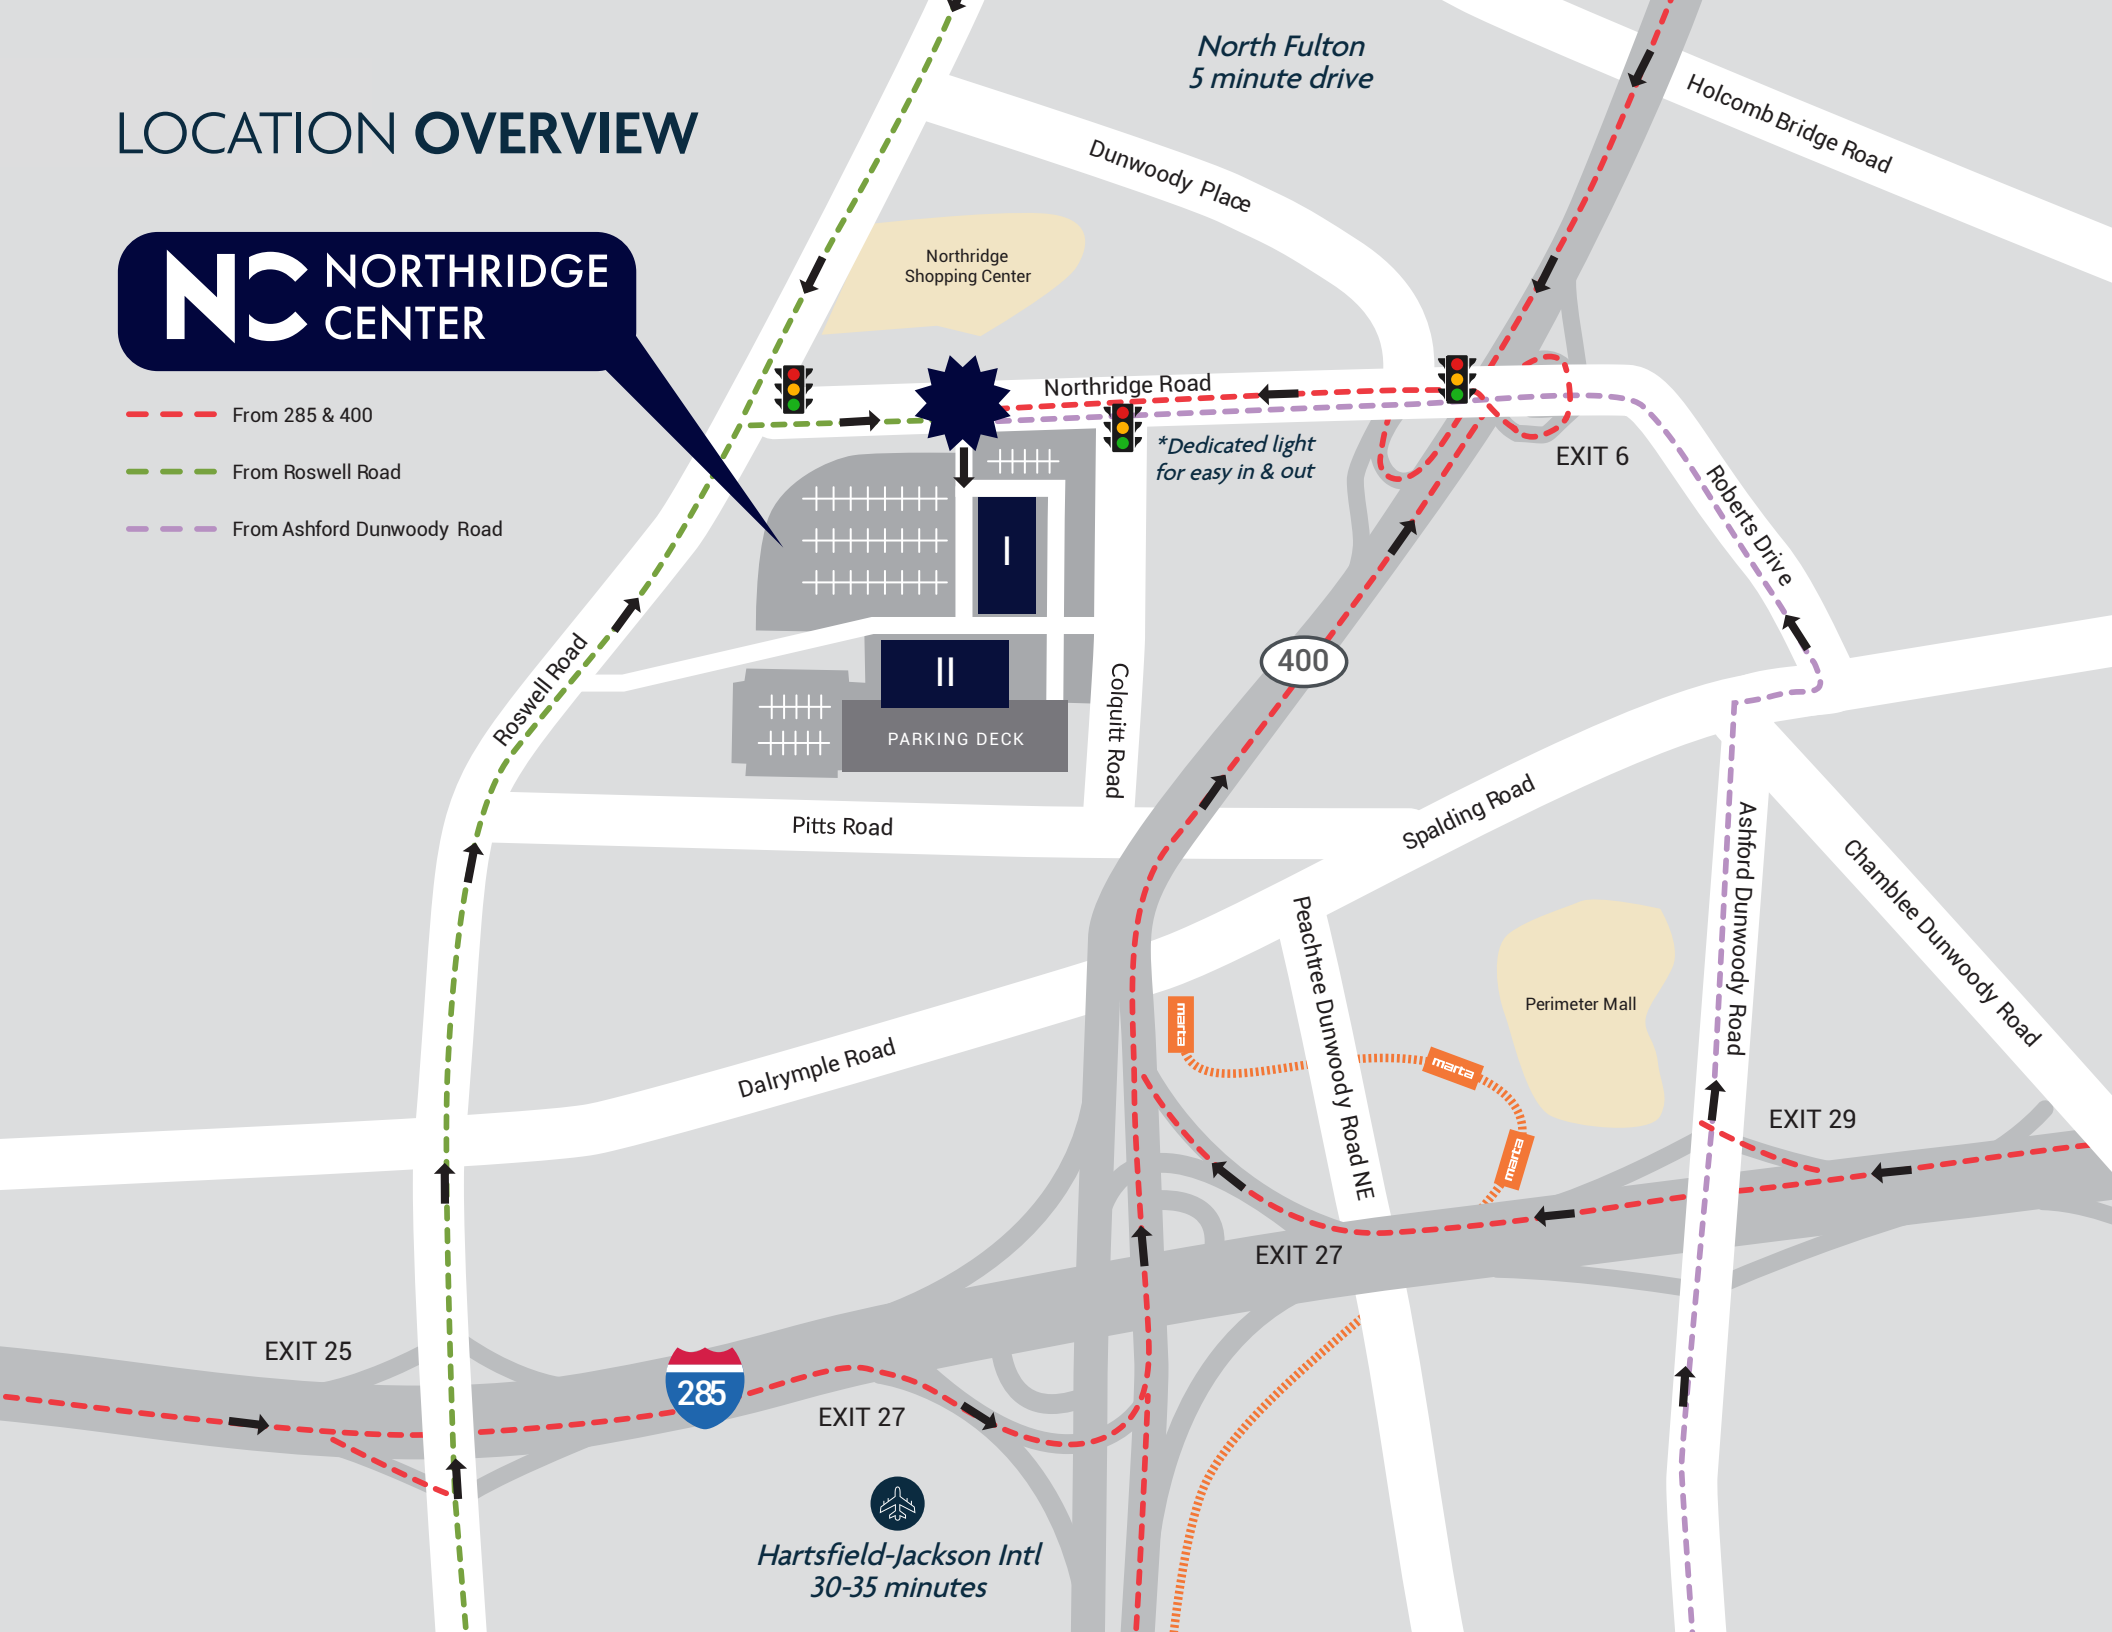 North Fulton
5 minute drive
Holcomb Bridge Road
LOCATION OVERVIEW
Dunwoody Place
NC NORTHRIDGE
CENTER
Northridge
Shopping Center
Northridge Road
From 285 & 400
From Roswell Road
From Ashford Dunwoody Road
*Dedicated light
for easy in & out
EXIT 6
Roberts Drive
I
II
PARKING DECK
Roswell Road
Colquitt Road
400
Pitts Road
Spalding Road
Ashford Dunwoody Road
Chamblee Dunwoody Road
Peachtree Dunwoody Road NE
Perimeter Mall
marta
marta
marta
Dalrymple Road
EXIT 29
EXIT 27
EXIT 25
285
EXIT 27
Hartsfield-Jackson Intl
30-35 minutes